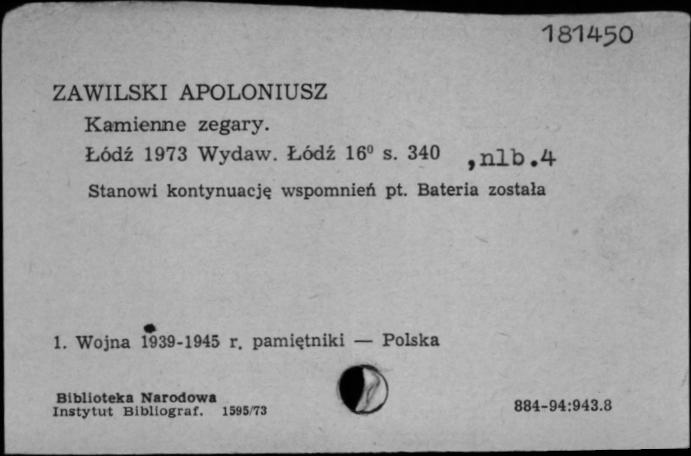 181450
ZAWILSKI APOLONIUSZ
Kamienne zegary.
Łódź 1973 Wydaw. Łódź 16⁰ s. 340 , nlb. 4
Stanowi kontynuację wspomnień pt. Bateria została
1. Wojna 1939-1945 r. pamiętniki — Polska
Biblioteka Narodowa
Instytut Bibliograf. 1595/73
884-94:943.8